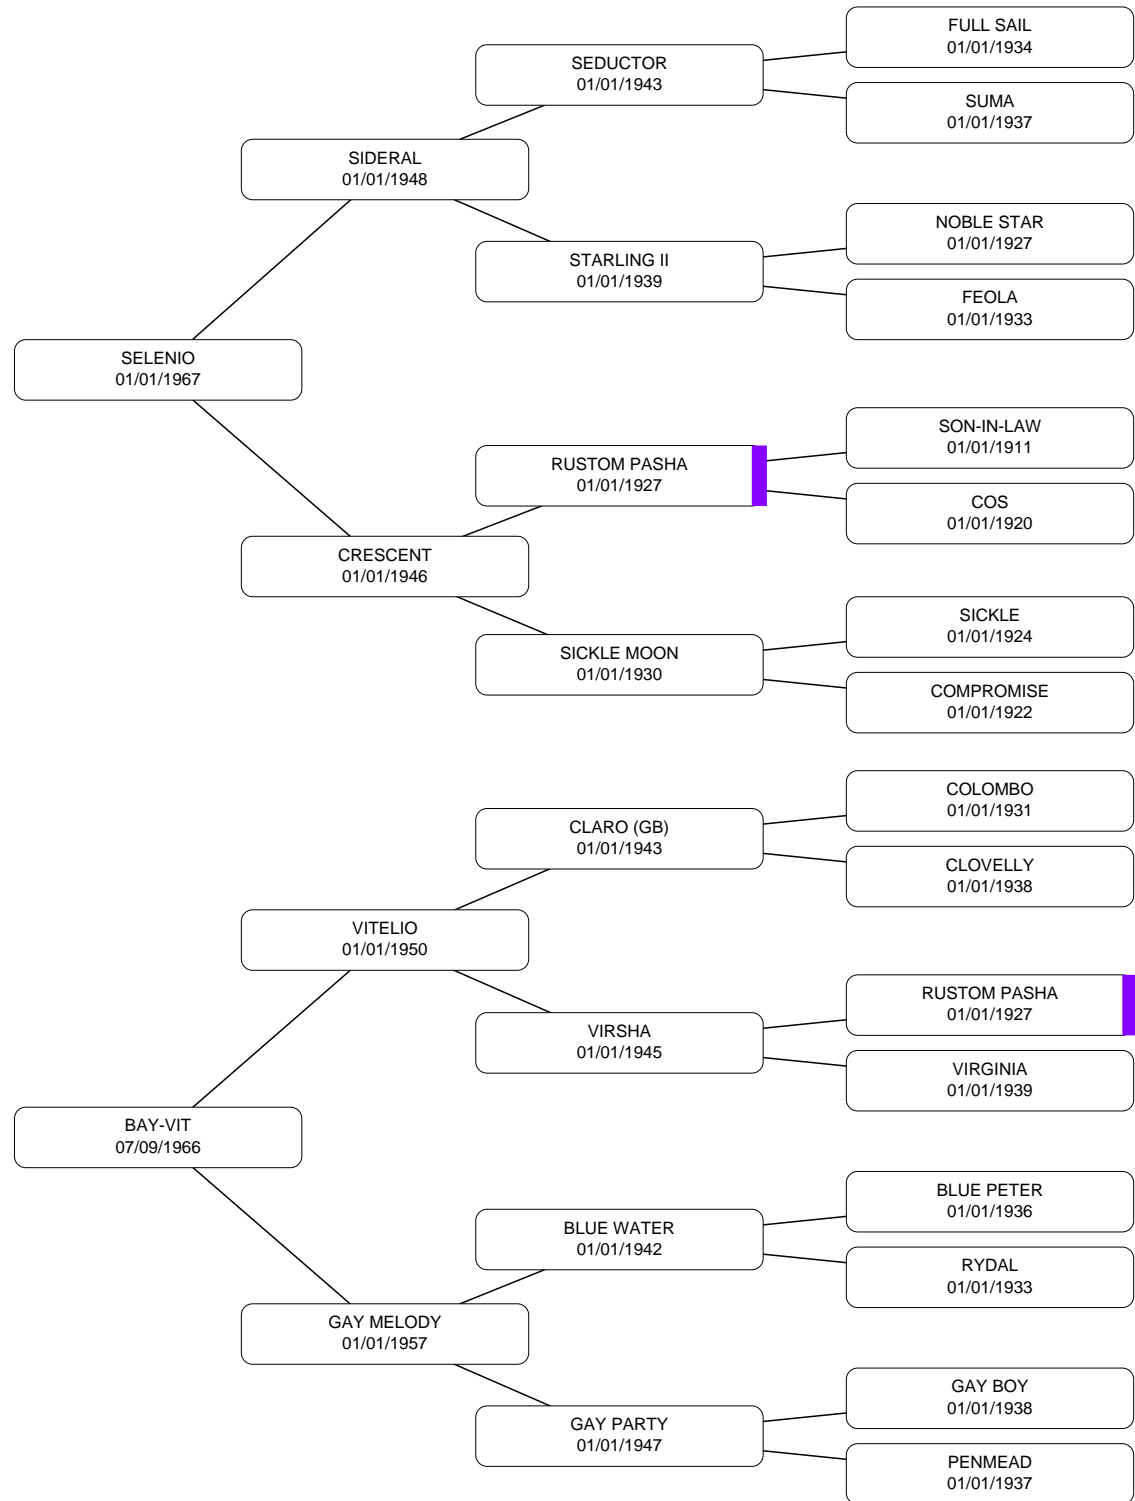 FULL SAIL
01/01/1934
SEDUCTOR
01/01/1943
SUMA
01/01/1937
SIDERAL
01/01/1948
NOBLE STAR
01/01/1927
STARLING II
01/01/1939
FEOLA
01/01/1933
SELENIO
01/01/1967
SON-IN-LAW
01/01/1911
RUSTOM PASHA
01/01/1927
COS
01/01/1920
CRESCENT
01/01/1946
SICKLE
01/01/1924
SICKLE MOON
01/01/1930
COMPROMISE
01/01/1922
COLOMBO
01/01/1931
CLARO (GB)
01/01/1943
CLOVELLY
01/01/1938
VITELIO
01/01/1950
RUSTOM PASHA
01/01/1927
VIRSHA
01/01/1945
VIRGINIA
01/01/1939
BAY-VIT
07/09/1966
BLUE PETER
01/01/1936
BLUE WATER
01/01/1942
RYDAL
01/01/1933
GAY MELODY
01/01/1957
GAY BOY
01/01/1938
GAY PARTY
01/01/1947
PENMEAD
01/01/1937